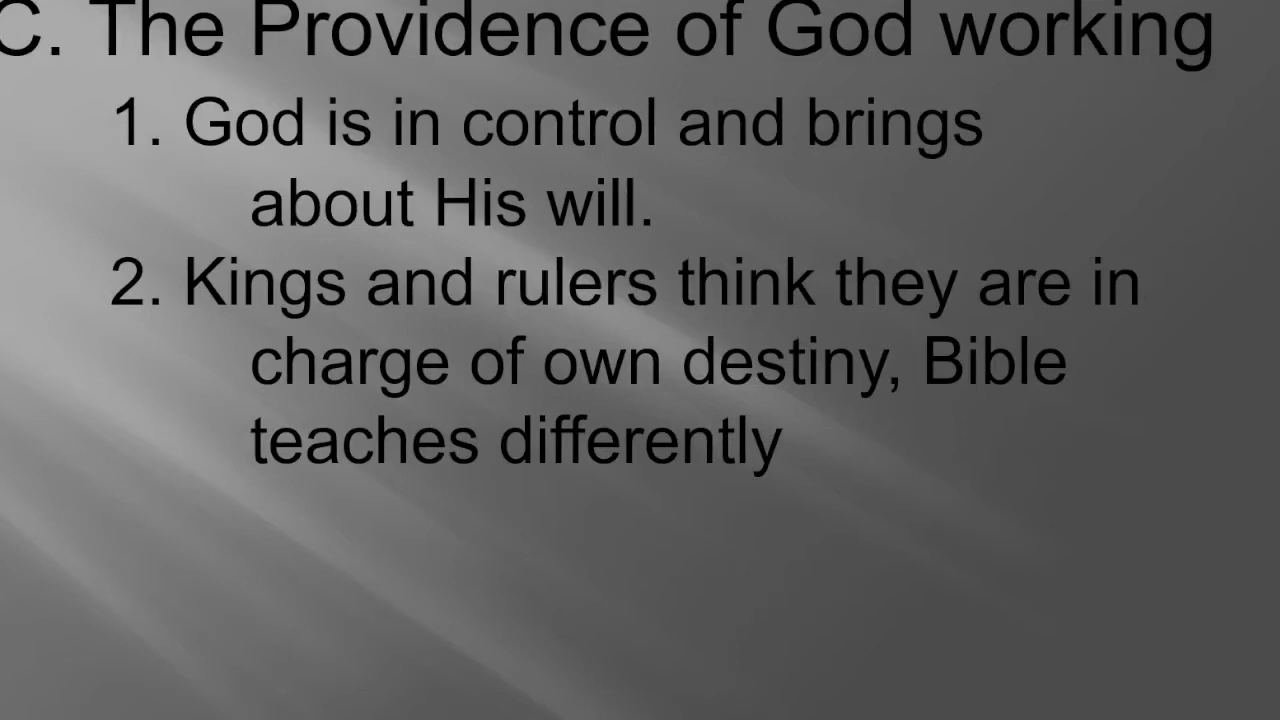 C. The Providence of God working
1. God is in control and brings
about His will.
2. Kings and rulers think they are in
charge of own destiny, Bible
teaches differently